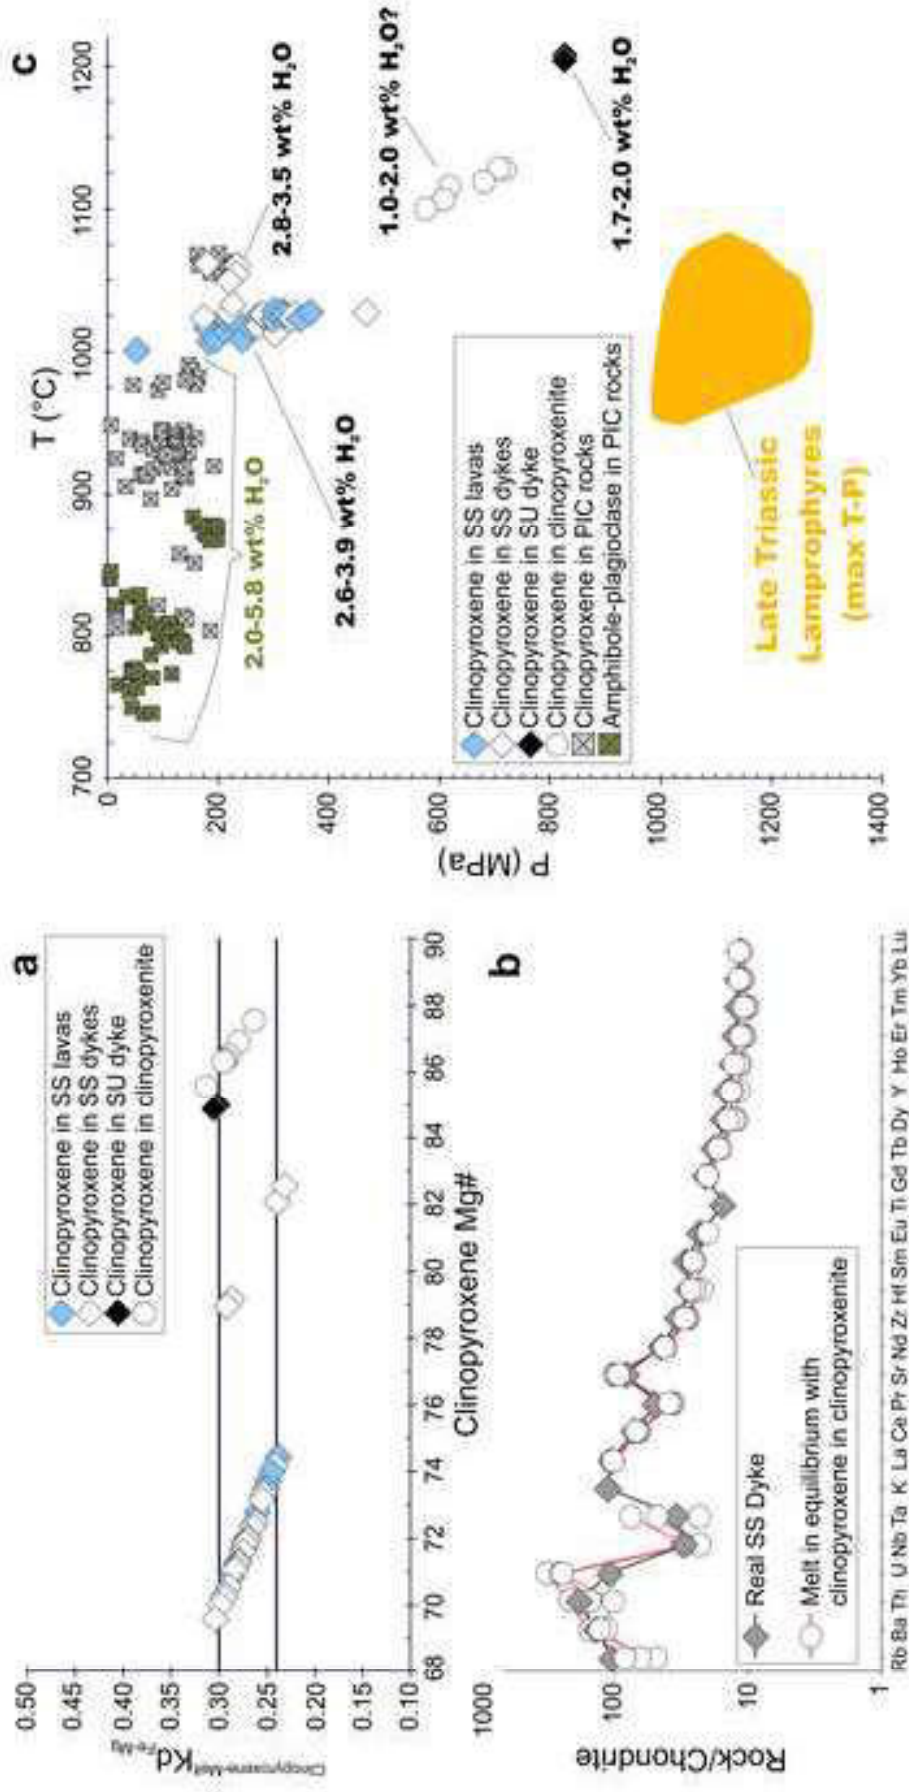 a
Clinopyroxene in SS lavas
Clinopyroxene in SS dykes
Clinopyroxene in SU dyke
Clinopyroxene in clinopyroxenite
0.50
0.45
0.40
0.35
0.30
0.25
0.20
0.15
0.10
Clinopyroxene-Melt Kd Fe-Mg
68 70 72 74 76 78 80 82 84 86 88 90
Clinopyroxene Mg#
b
1000
100
10
1
Rock/Chondrite
Real SS Dyke
Melt in equilibrium with
clinopyroxene in clinopyroxenite
Rb Ba Th U Nb Ta K La Ce Pr Sr Nd Zr Hf Sm Eu Ti Gd Tb Dy Y Ho Er Tm Yb Lu
c
T (°C)
700 800 900 1000 1100 1200
0
200
400
600
800
1000
1200
1400
P (MPa)
2.0-5.8 wt% H₂O
2.6-3.9 wt% H₂O
2.8-3.5 wt% H₂O
1.0-2.0 wt% H₂O?
1.7-2.0 wt% H₂O
Clinopyroxene in SS lavas
Clinopyroxene in SS dykes
Clinopyroxene in SU dyke
Clinopyroxene in clinopyroxenite
Clinopyroxene in PIC rocks
Amphibole-plagioclase in PIC rocks
Late Triassic
Lamprophyres
(max T-P)